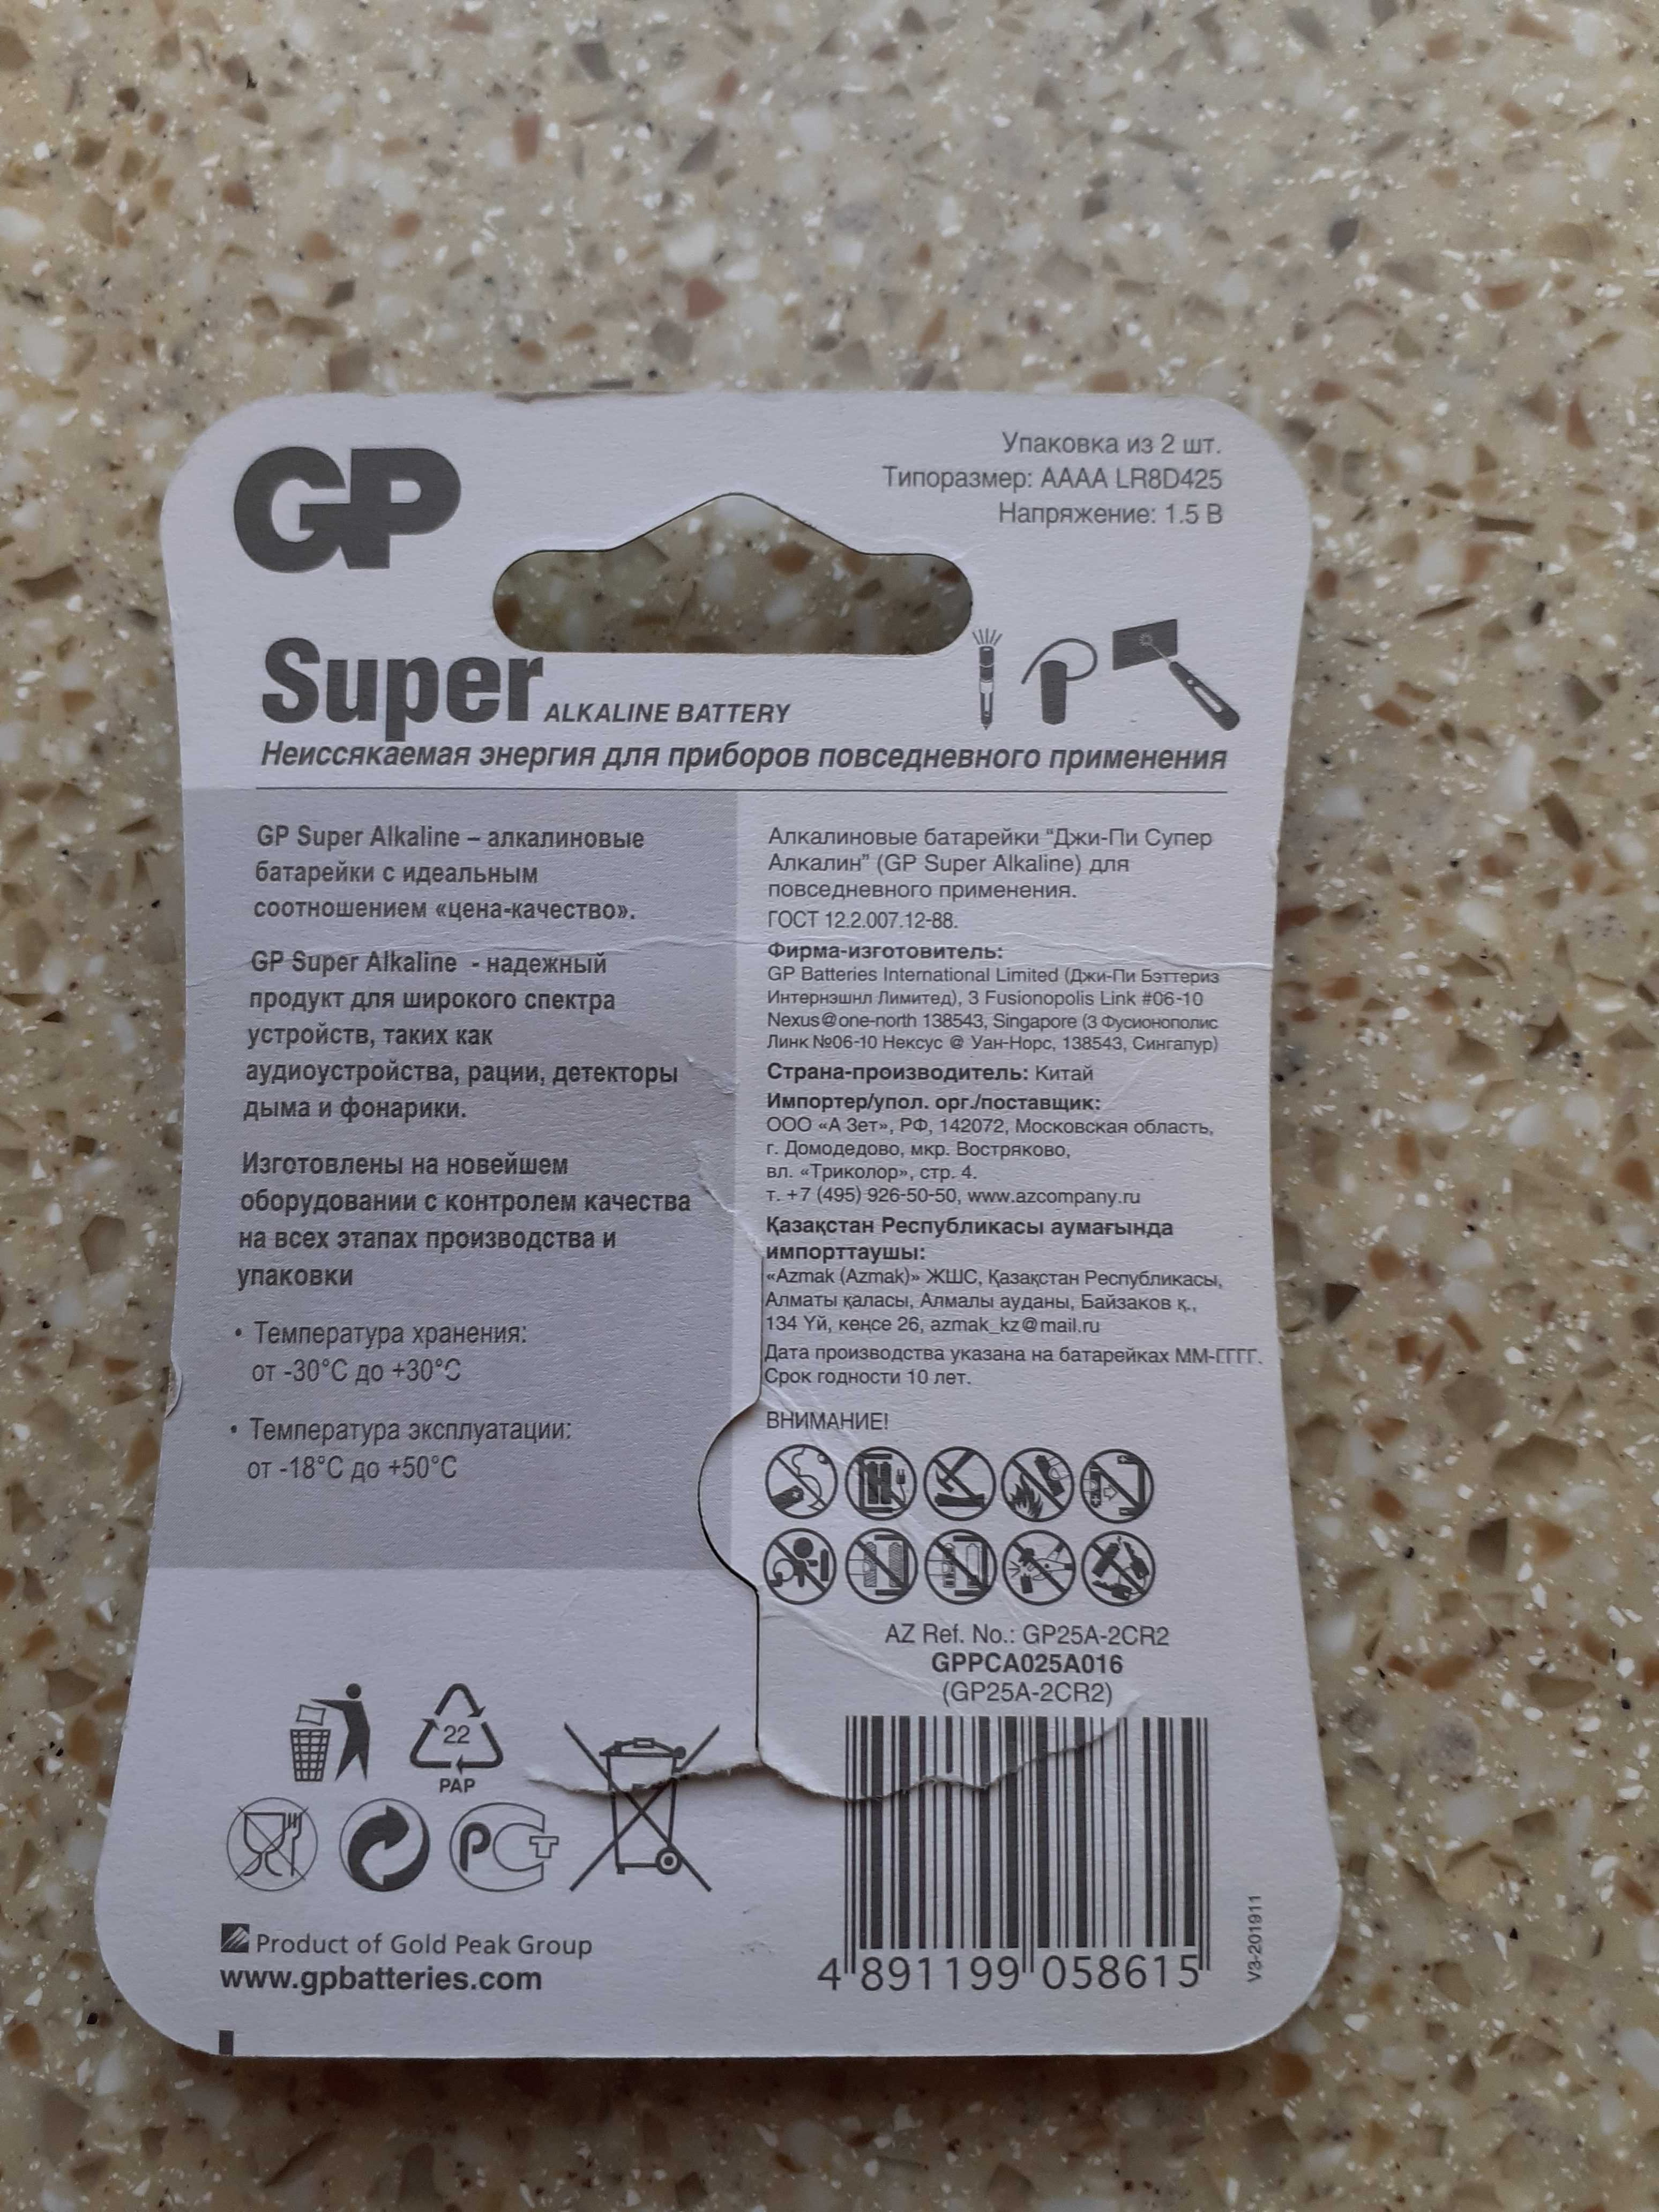 GP
Упаковка из 2 шт.
Типоразмер: AAAA LR8D425
Напряжение: 1.5 В
Super ALKALINE BATTERY
Неиссякаемая энергия для приборов повседневного применения
GP Super Alkaline – алкалиновые
батарейки с идеальным
соотношением «цена-качество».
GP Super Alkaline - надежный
продукт для широкого спектра
устройств, таких как
аудиоустройства, рации, детекторы
дыма и фонарики.
Изготовлены на новейшем
оборудовании с контролем качества
на всех этапах производства и
упаковки
• Температура хранения:
от -30°C до +30°C
• Температура эксплуатации:
от -18°C до +50°C
Алкалиновые батарейки “Джи-Пи Супер
Алкалин” (GP Super Alkaline) для
повседневного применения.
ГОСТ 12.2.007.12-88.
Фирма-изготовитель:
GP Batteries International Limited (Джи-Пи Бэттериз
Интернэшнл Лимитед), 3 Fusionopolis Link #06-10
Nexus@one-north 138543, Singapore (3 Фусионополис
Линк №06-10 Нексус @ Уан-Норс, 138543, Сингапур)
Страна-производитель: Китай
Импортер/упол. орг./поставщик:
ООО «А Зет», РФ, 142072, Московская область,
г. Домодедово, мкр. Востряково,
вл. «Триколор», стр. 4.
т. +7 (495) 926-50-50, www.azcompany.ru
Қазақстан Республикасы аумағында
импорттаушы:
«Azmak (Azmak)» ЖШС, Қазақстан Республикасы,
Алматы қаласы, Алмалы ауданы, Байзаков қ.,
134 Үй, кеңсе 26, azmak_kz@mail.ru
Дата производства указана на батарейках ММ-ГГГГ.
Срок годности 10 лет.
ВНИМАНИЕ!
AZ Ref. No.: GP25A-2CR2
GPPCA025A016
(GP25A-2CR2)
22
PAP
РСТ
Product of Gold Peak Group
www.gpbatteries.com
4 891199 058615
V3-201911